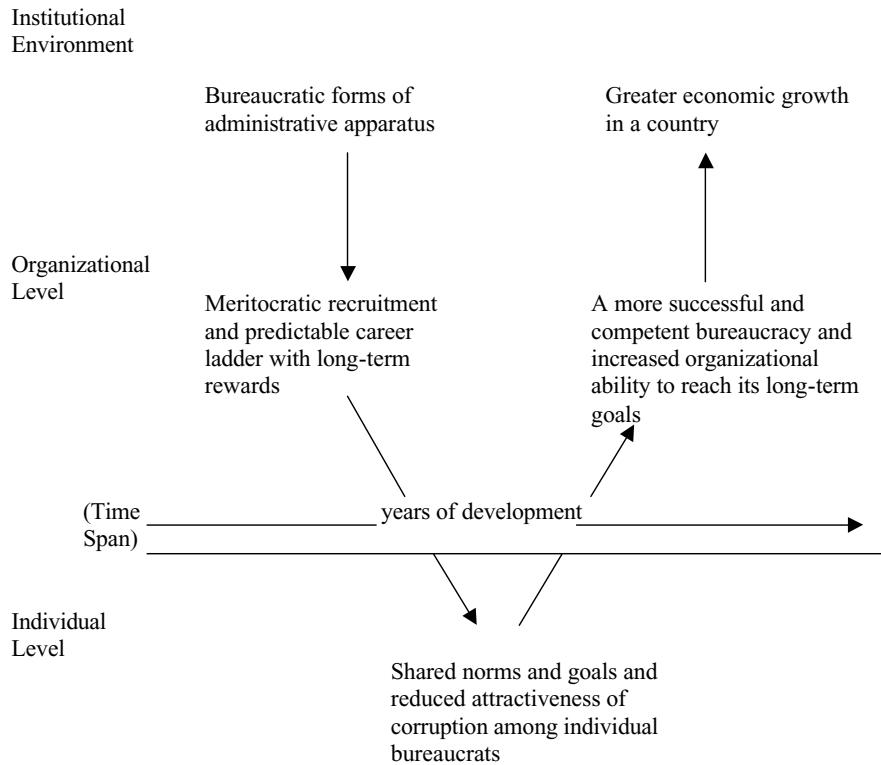 Institutional
Environment
Bureaucratic forms of
administrative apparatus
Greater economic growth
in a country
Organizational
Level
Meritocratic recruitment
and predictable career
ladder with long-term
rewards
A more successful and
competent bureaucracy and
increased organizational
ability to reach its long-term
goals
(Time
Span)
years of development
Individual
Level
Shared norms and goals and
reduced attractiveness of
corruption among individual
bureaucrats